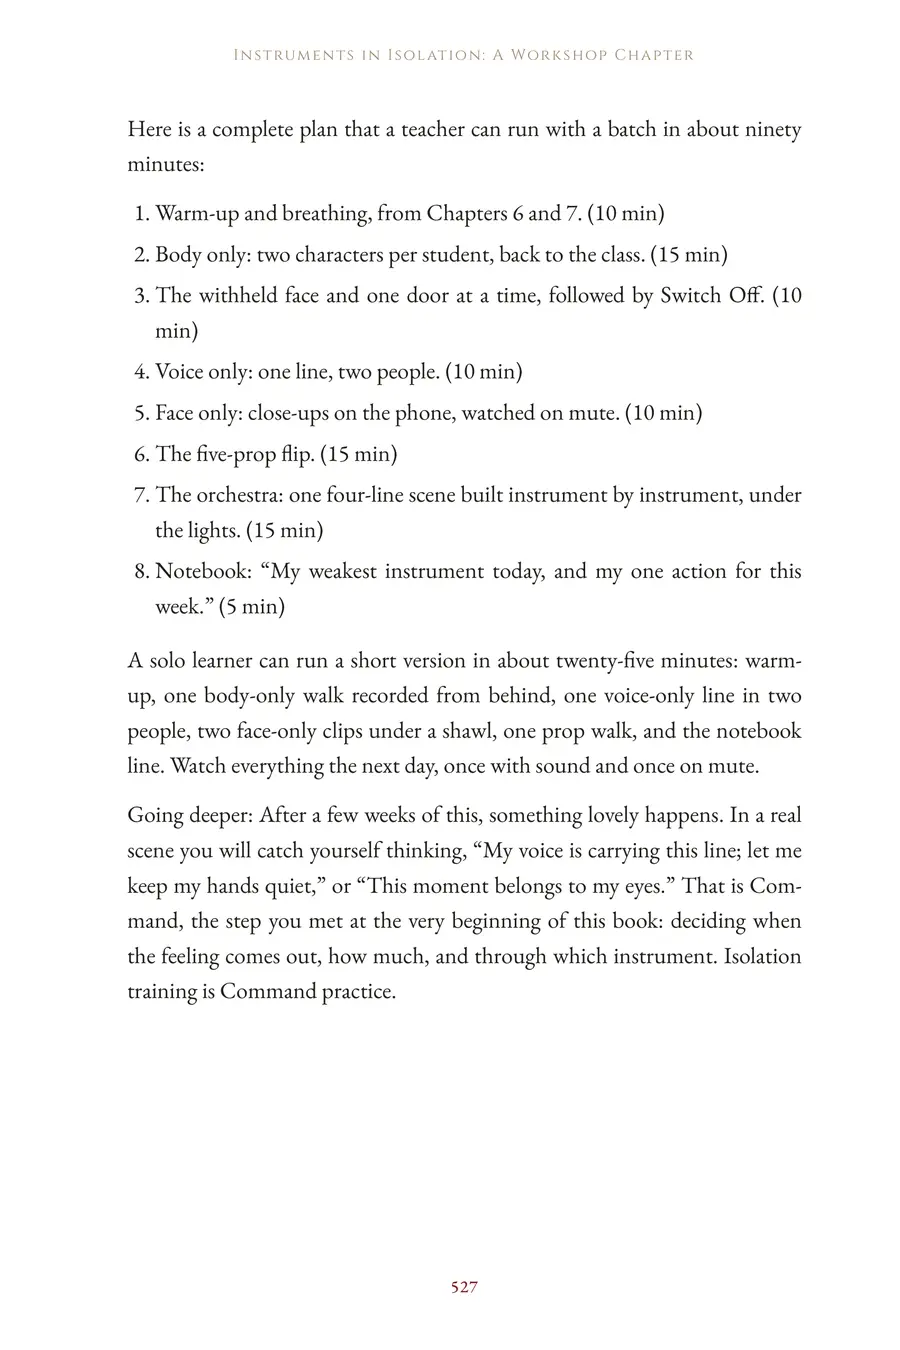 Instruments in Isolation: A Workshop Chapter
Here is a complete plan that a teacher can run with a batch in about ninety
minutes:
1. Warm-up and breathing, from Chapters 6 and 7. (10 min)
2. Body only: two characters per student, back to the class. (15 min)
3. The withheld face and one door at a time, followed by Switch Off. (10
min)
4. Voice only: one line, two people. (10 min)
5. Face only: close-ups on the phone, watched on mute. (10 min)
6. The five-prop flip. (15 min)
7. The orchestra: one four-line scene built instrument by instrument, under
the lights. (15 min)
8. Notebook: “My weakest instrument today, and my one action for this
week.” (5 min)
A solo learner can run a short version in about twenty-five minutes: warm-
up, one body-only walk recorded from behind, one voice-only line in two
people, two face-only clips under a shawl, one prop walk, and the notebook
line. Watch everything the next day, once with sound and once on mute.
Going deeper: After a few weeks of this, something lovely happens. In a real
scene you will catch yourself thinking, “My voice is carrying this line; let me
keep my hands quiet,” or “This moment belongs to my eyes.” That is Com-
mand, the step you met at the very beginning of this book: deciding when
the feeling comes out, how much, and through which instrument. Isolation
training is Command practice.
527